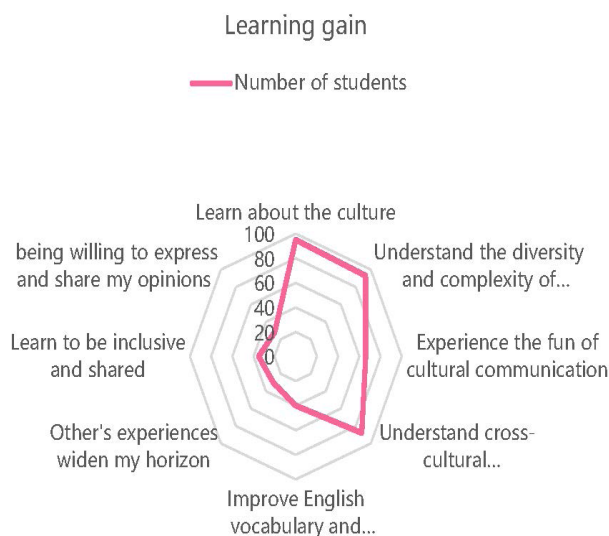 Learning gain
Number of students
Learn about the culture
100
80
60
40
20
0
Understand the diversity
and complexity of...
Experience the fun of
cultural communication
Understand cross-
cultural...
Improve English
vocabulary and...
Other's experiences
widen my horizon
Learn to be inclusive
and shared
being willing to express
and share my opinions